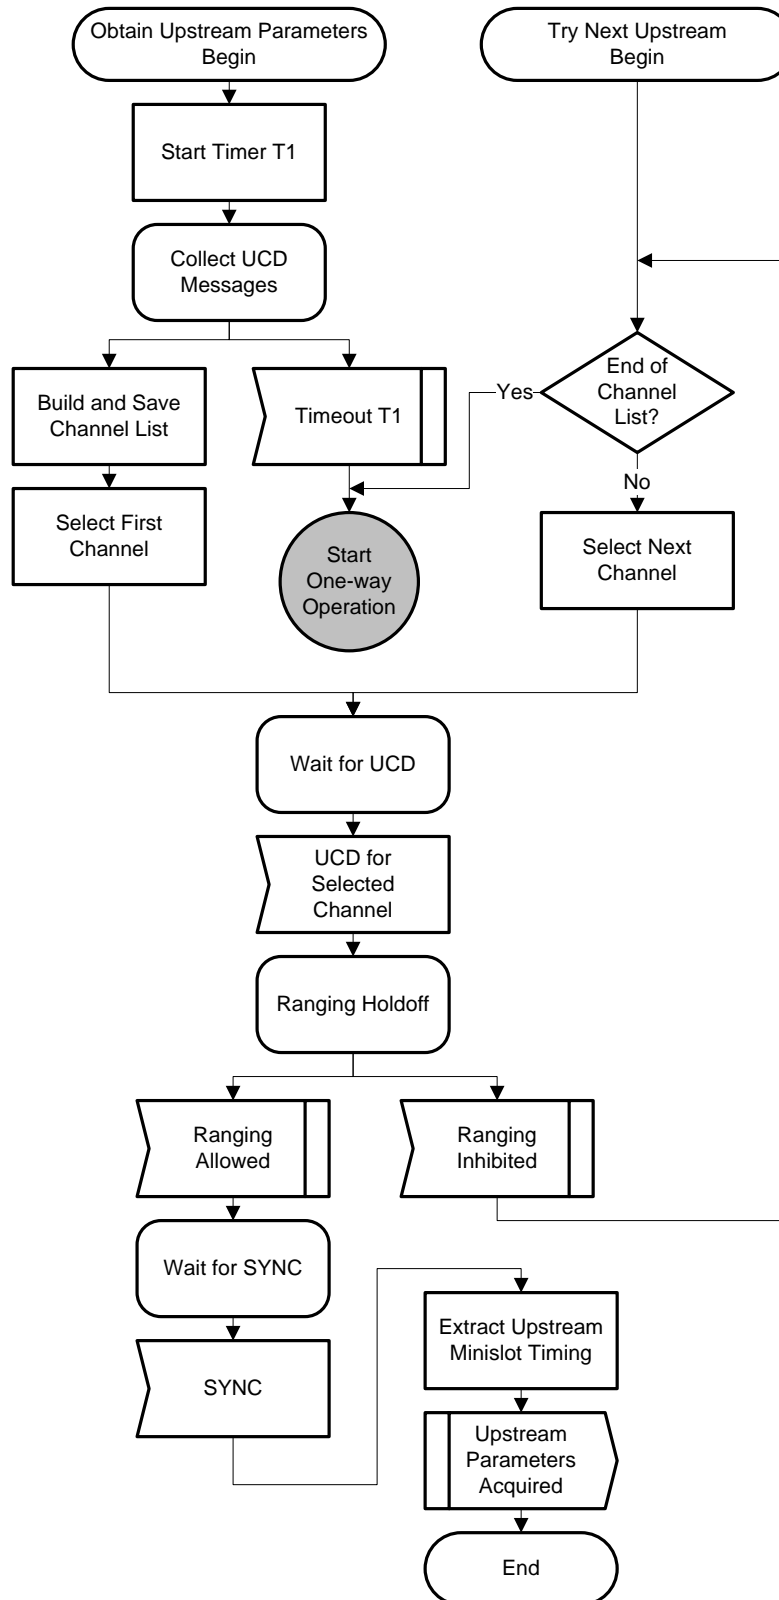 Obtain Upstream Parameters
Begin
Try Next Upstream
Begin
Start Timer T1
Collect UCD
Messages
Build and Save
Channel List
Timeout T1
Yes
End of
Channel
List?
No
Select First
Channel
Start
One-way
Operation
Select Next
Channel
Wait for UCD
UCD for
Selected
Channel
Ranging Holdoff
Ranging
Allowed
Ranging
Inhibited
Wait for SYNC
Extract Upstream
Minislot Timing
SYNC
Upstream
Parameters
Acquired
End